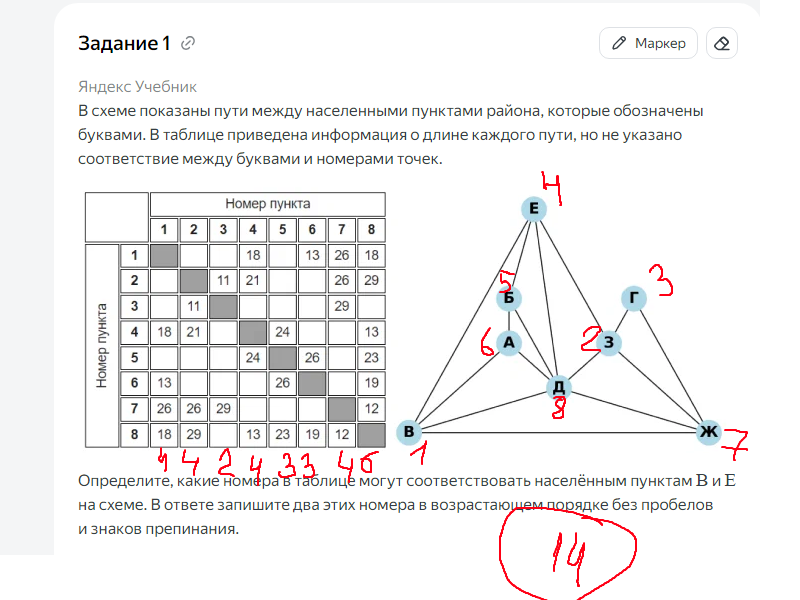 Задание 1
Маркер
Яндекс Учебник
В схеме показаны пути между населенными пунктами района, которые обозначены
буквами. В таблице приведена информация о длине каждого пути, но не указано
соответствие между буквами и номерами точек.
Номер пункта
1 2 3 4 5 6 7 8
Номер пункта
1 18 13 26 18
2 11 21 26 29
3 11 29
4 18 21 24 13
5 24 26 23
6 13 26 19
7 26 26 29 12
8 18 29 13 23 19 12
4 4 2 4 3 3 4 6
4
Е
5
Б
3
Г
6
А
2
З
Д
8
В
1
Ж
7
Определите, какие номера в таблице могут соответствовать населённым пунктам В и Е
на схеме. В ответе запишите два этих номера в возрастающем порядке без пробелов
и знаков препинания.
14